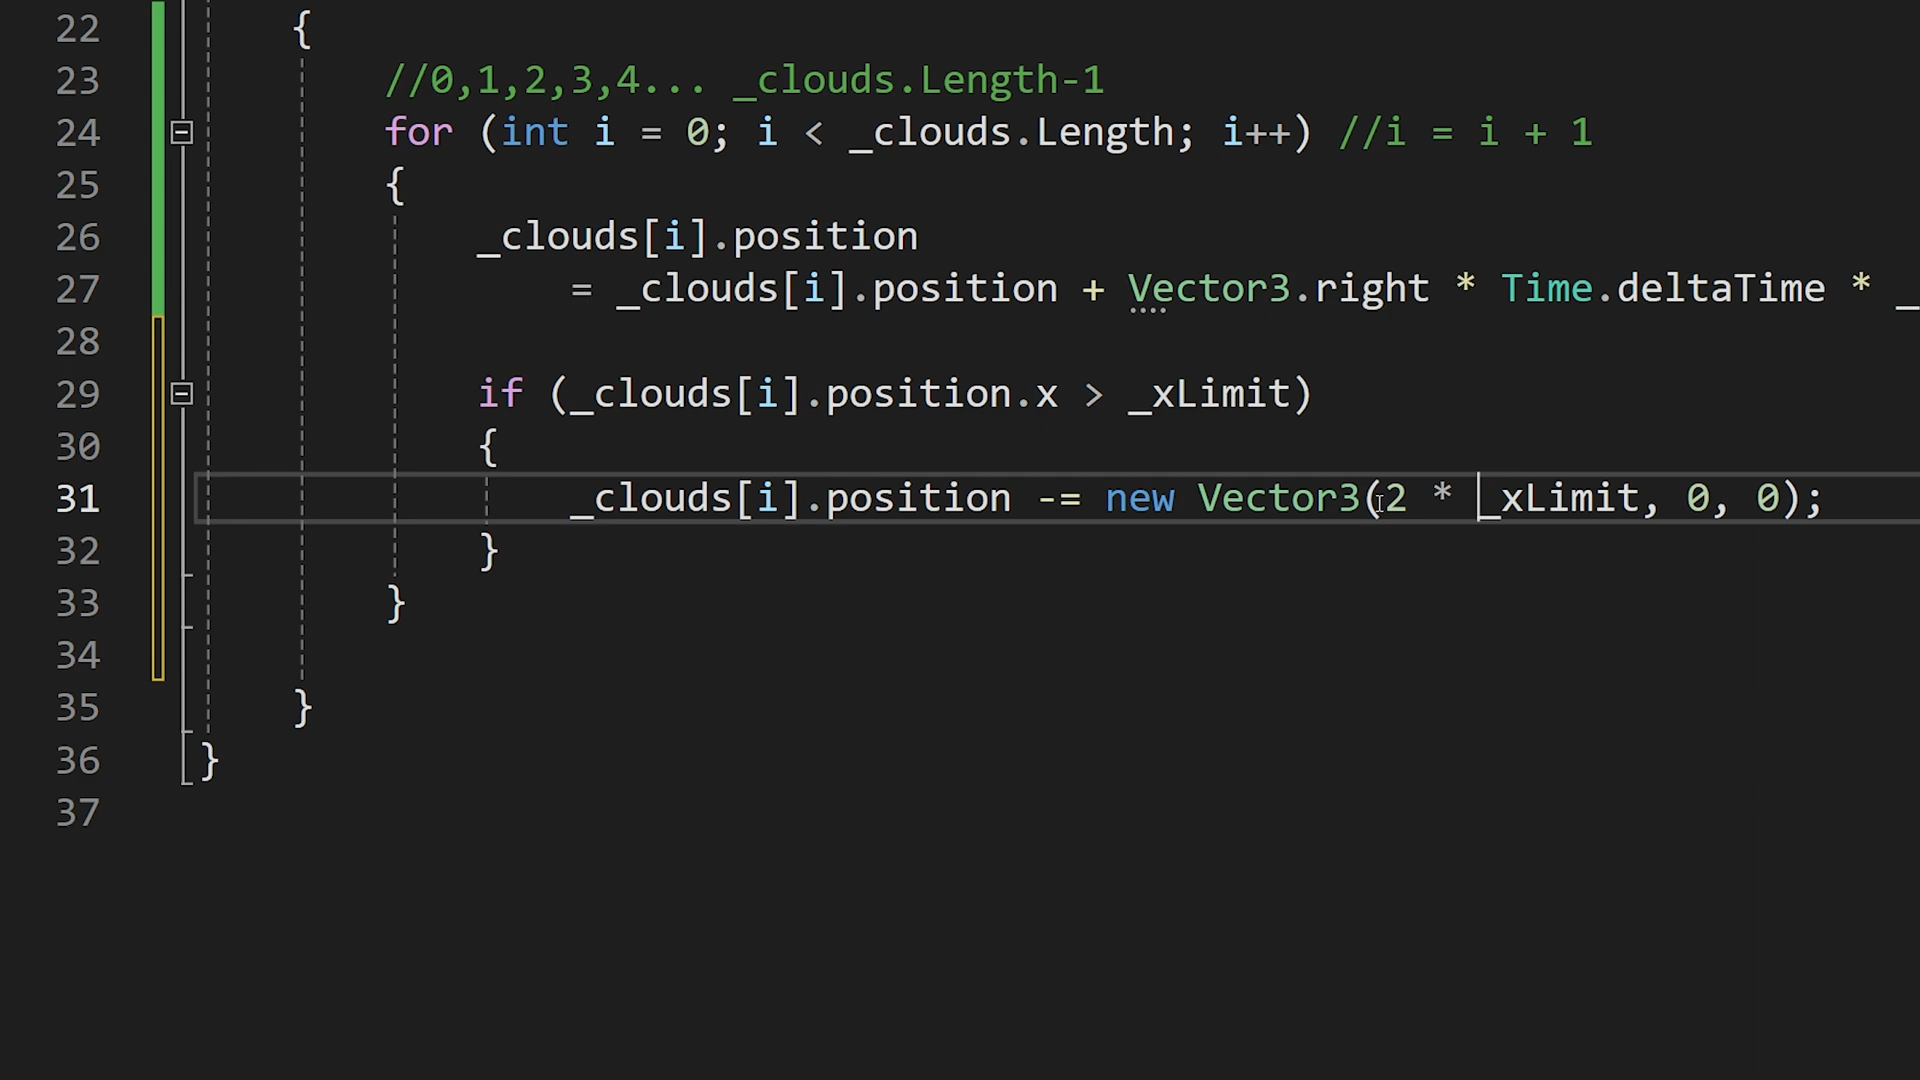 22 {
23 //0,1,2,3,4... _clouds.Length-1
24 for (int i = 0; i < _clouds.Length; i++) //i = i + 1
25 {
26 _clouds[i].position
27 = _clouds[i].position + Vector3.right * Time.deltaTime * _
28
29 if (_clouds[i].position.x > _xLimit)
30 {
31 _clouds[i].position -= new Vector3(2 * _xLimit, 0, 0);
32 }
33 }
34
35 }
36 }
37